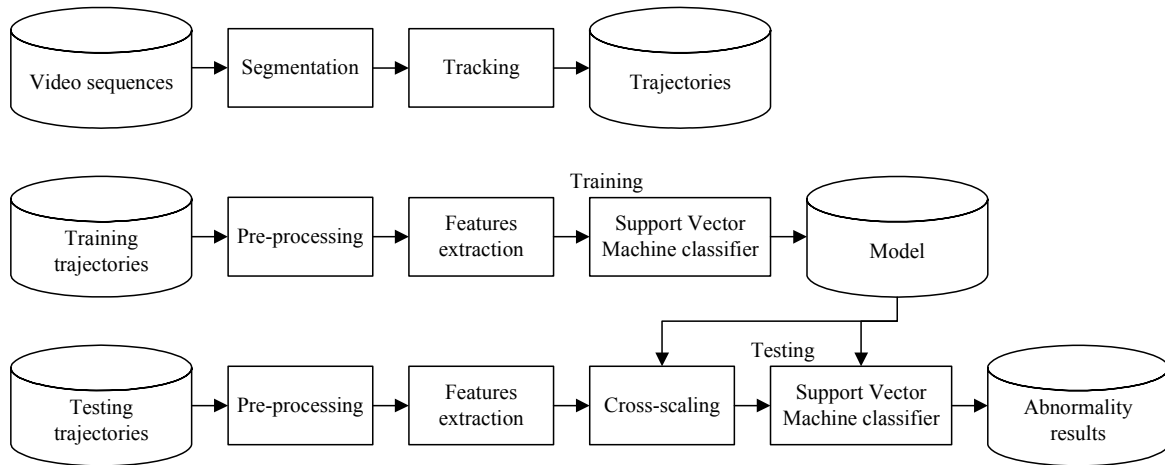 Video sequences
Segmentation
Tracking
Trajectories
Training
Training
trajectories
Pre-processing
Features
extraction
Support Vector
Machine classifier
Model
Testing
Testing
trajectories
Pre-processing
Features
extraction
Cross-scaling
Support Vector
Machine classifier
Abnormality
results